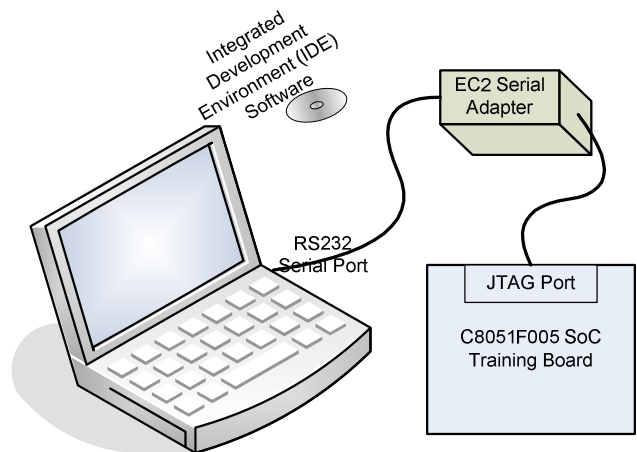 Integrated
Development
Environment (IDE)
Software
EC2 Serial
Adapter
RS232
Serial Port
JTAG Port
C8051F005 SoC
Training Board